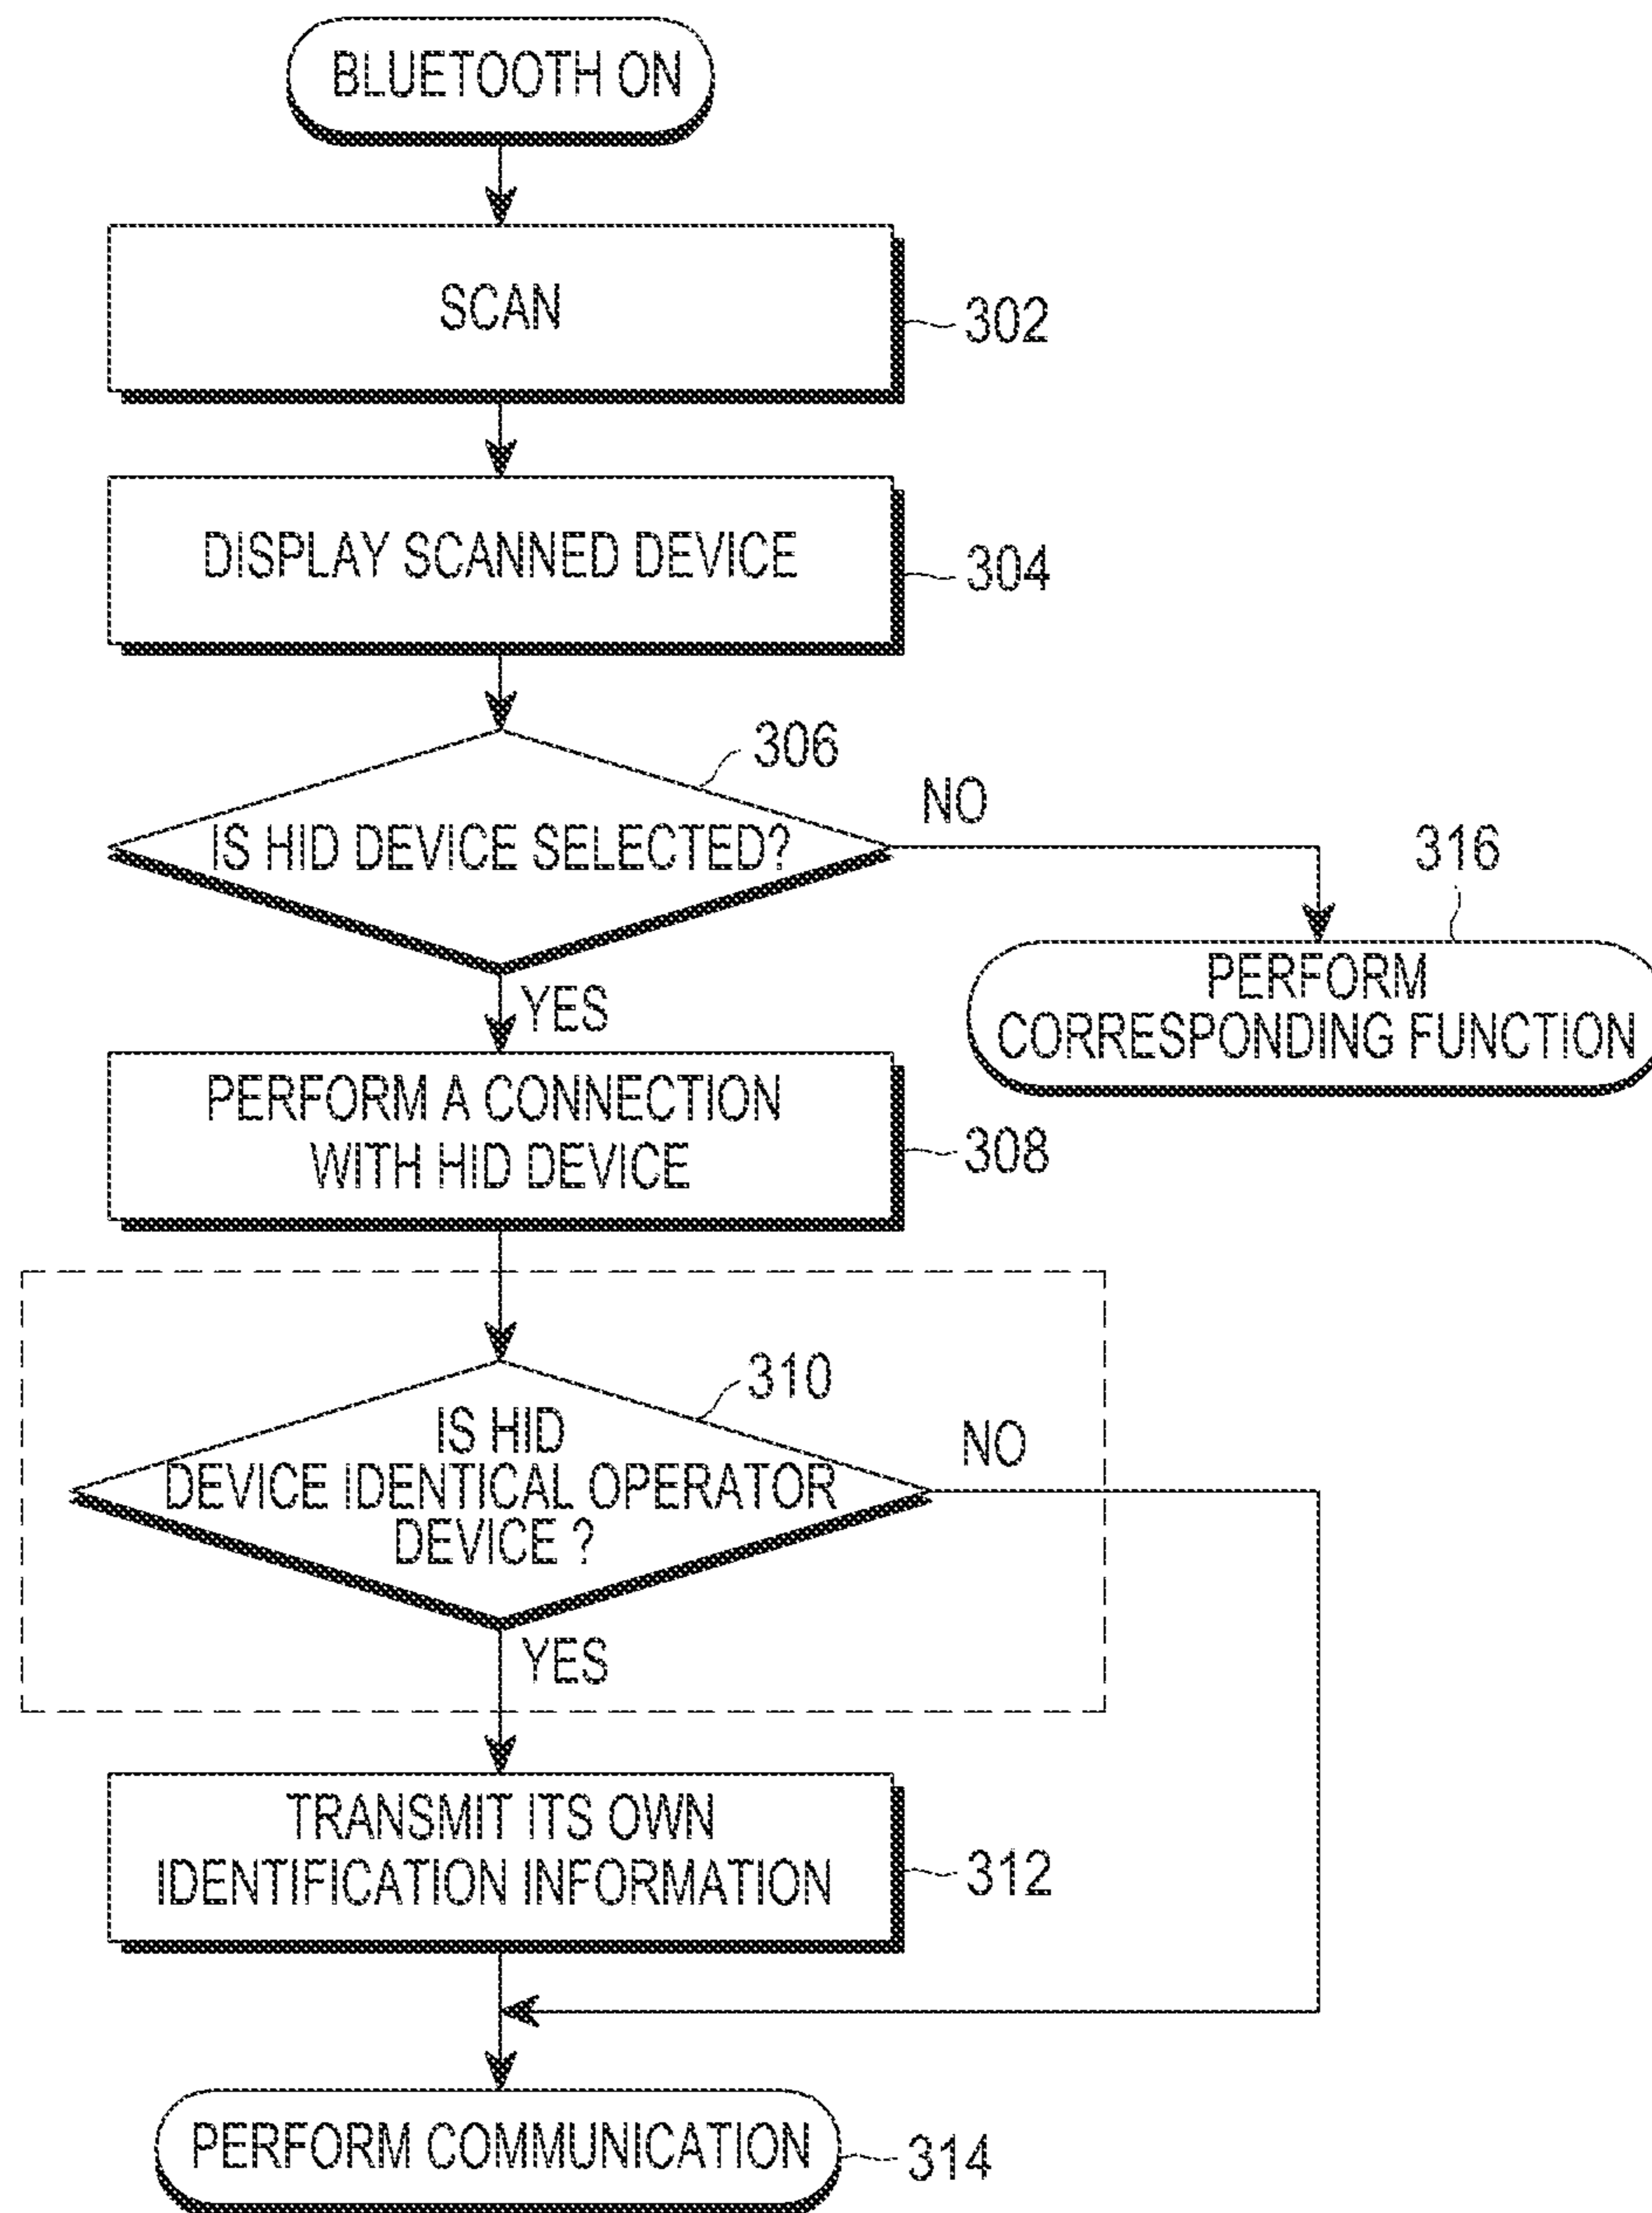 BLUETOOTH ON
SCAN
302
DISPLAY SCANNED DEVICE
304
306
IS HID DEVICE SELECTED?
NO
YES
316
PERFORM
CORRESPONDING FUNCTION
PERFORM A CONNECTION
WITH HID DEVICE
308
310
IS HID
DEVICE IDENTICAL OPERATOR
DEVICE ?
NO
YES
TRANSMIT ITS OWN
IDENTIFICATION INFORMATION
312
PERFORM COMMUNICATION
314